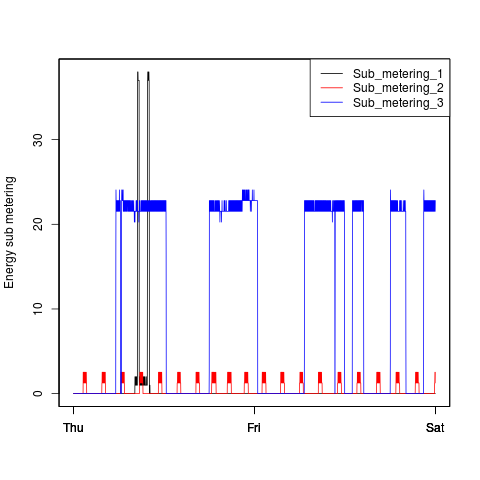 Sub_metering_1
Sub_metering_2
Sub_metering_3
Energy sub metering
30
20
10
0
Thu
Fri
Sat